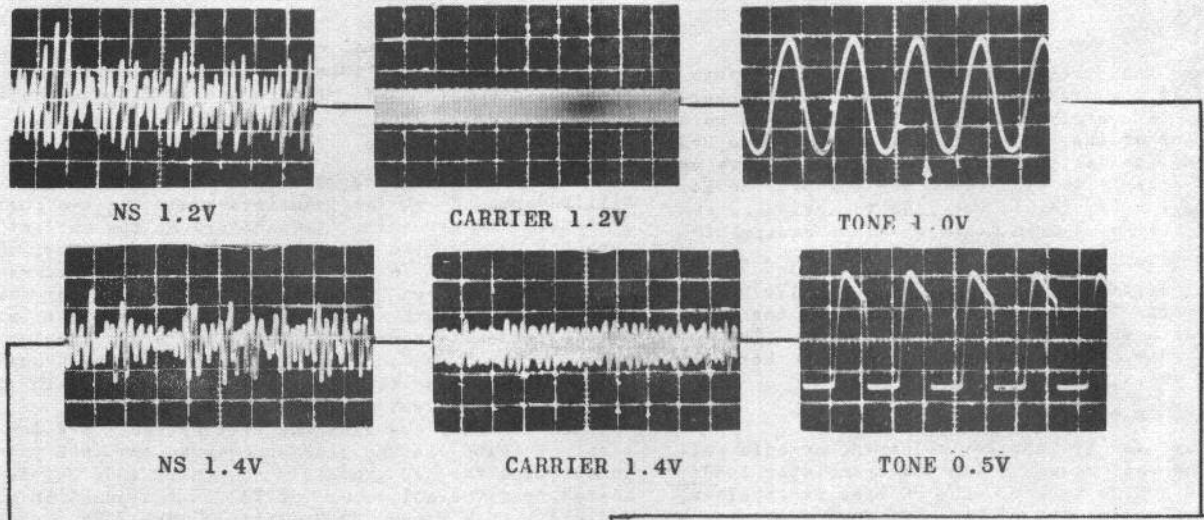 NS 1.2V
CARRIER 1.2V
TONE 1.0V
NS 1.4V
CARRIER 1.4V
TONE 0.5V